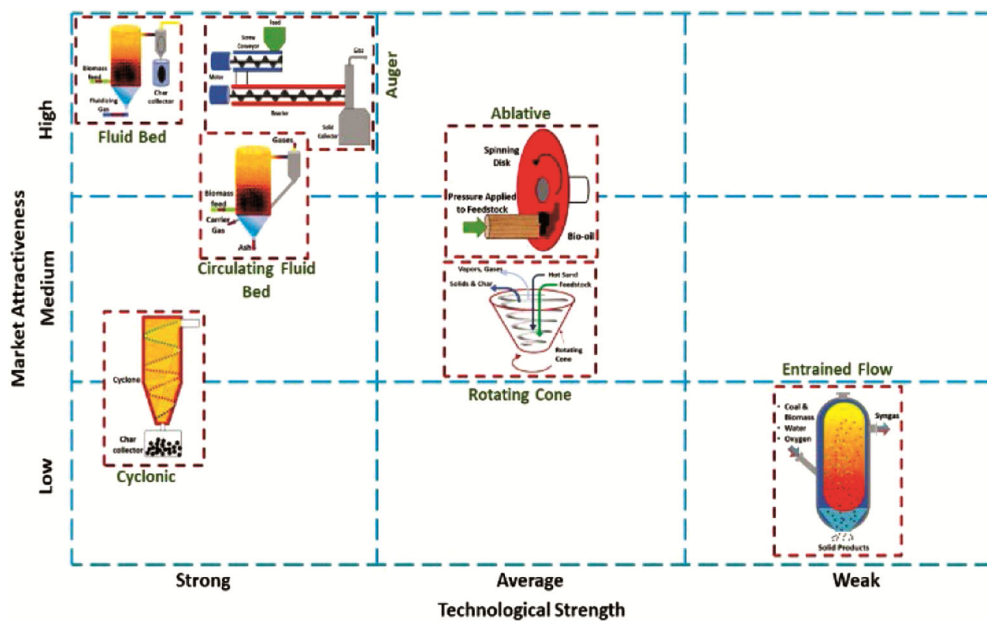 Market Attractiveness
High
Medium
Low
Biomass
feed
Fluidizing
Gas
Char
collector
Fluid Bed
Feed
Screw
Conveyor
Motor
Reactor
Gas
Solid
Collector
Auger
Gases
Biomass
feed
Carrier
Gas
Ash
Circulating Fluid
Bed
Ablative
Spinning
Disk
Pressure Applied
to Feedstock
Bio-oil
Vapors, Gases
Solids & Char
Hot Sand
Feedstock
Rotating
Cone
Rotating Cone
Cyclone
Char
collector
Cyclonic
Entrained Flow
• Coal &
Biomass
• Water
• Oxygen
Syngas
Solid Products
Strong
Average
Weak
Technological Strength